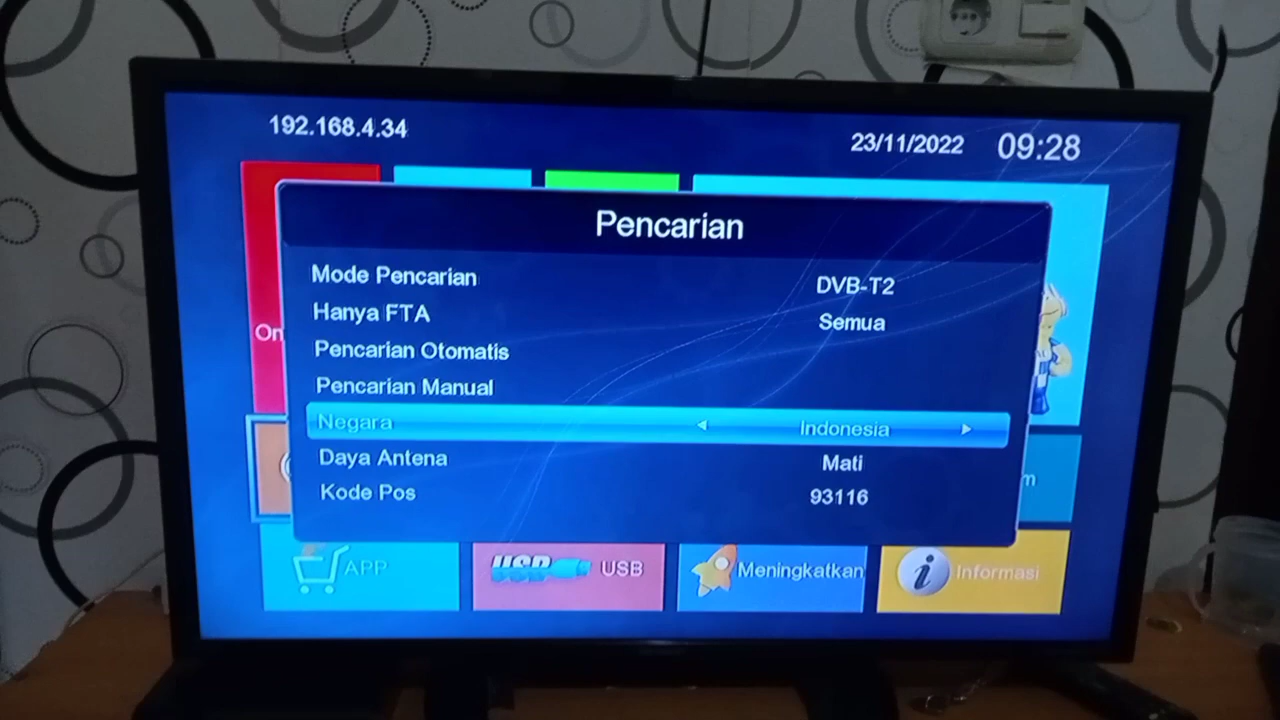 192.168.4.34
23/11/2022 09:28
Pencarian
Mode Pencarian DVB-T2
Hanya FTA Semua
Pencarian Otomatis
Pencarian Manual
Negara Indonesia
Daya Antena Mati
Kode Pos 93116
On
m
APP
USB USB
Meningkatkan
i Informasi